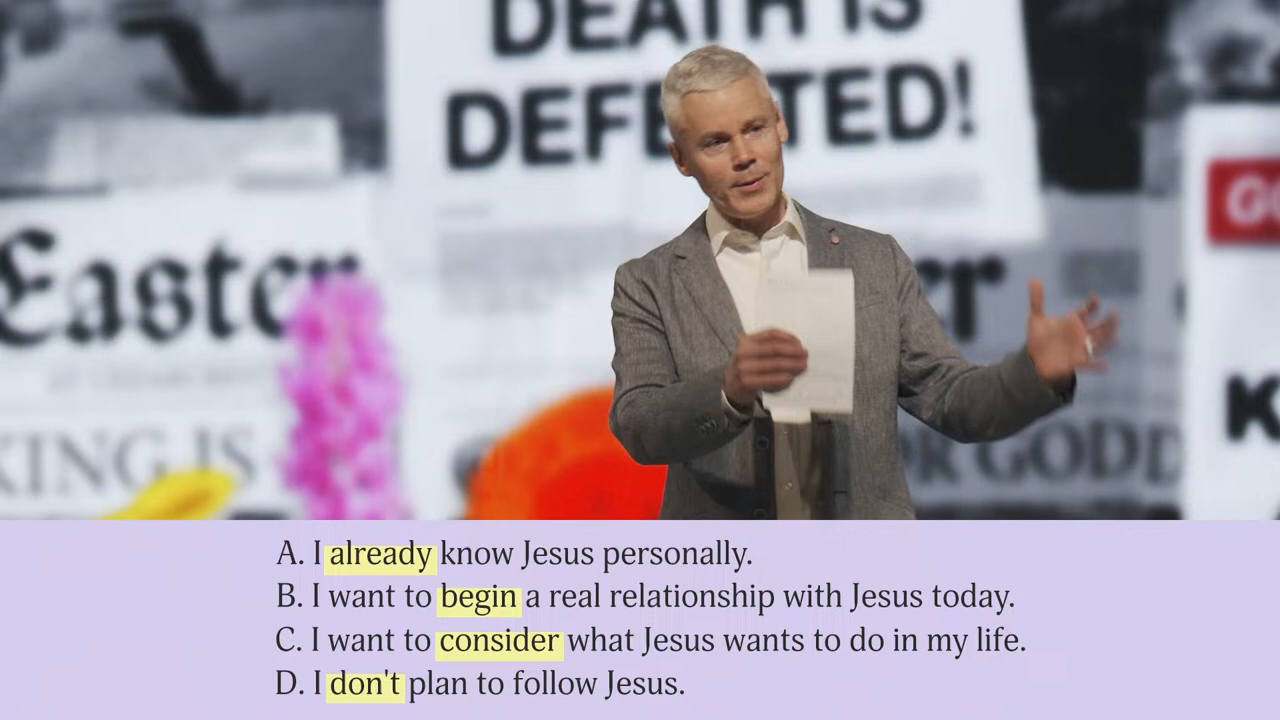 DEATH IS
DEFE TED!
Easter
er
KING IS
OR GODD
A. I already know Jesus personally.
B. I want to begin a real relationship with Jesus today.
C. I want to consider what Jesus wants to do in my life.
D. I don't plan to follow Jesus.